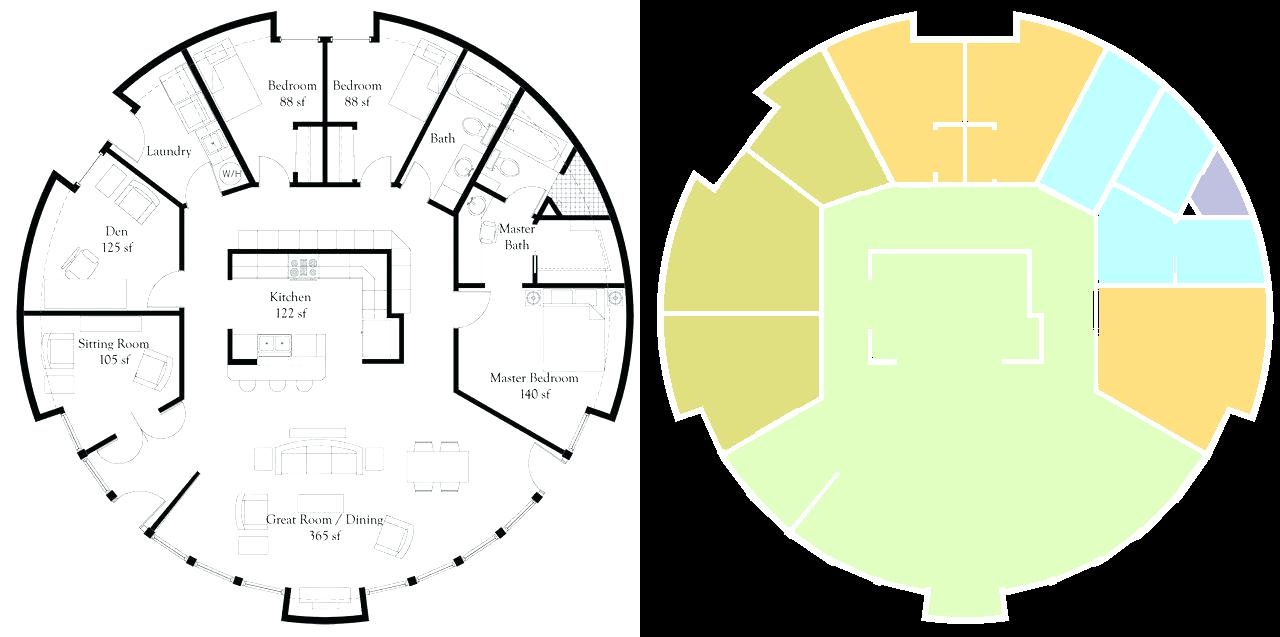 Bedroom
88 sf
Bedroom
88 sf
Bath
Laundry
W/H
Den
125 sf
Master
Bath
Kitchen
122 sf
Sitting Room
105 sf
Master Bedroom
140 sf
Great Room / Dining
365 sf